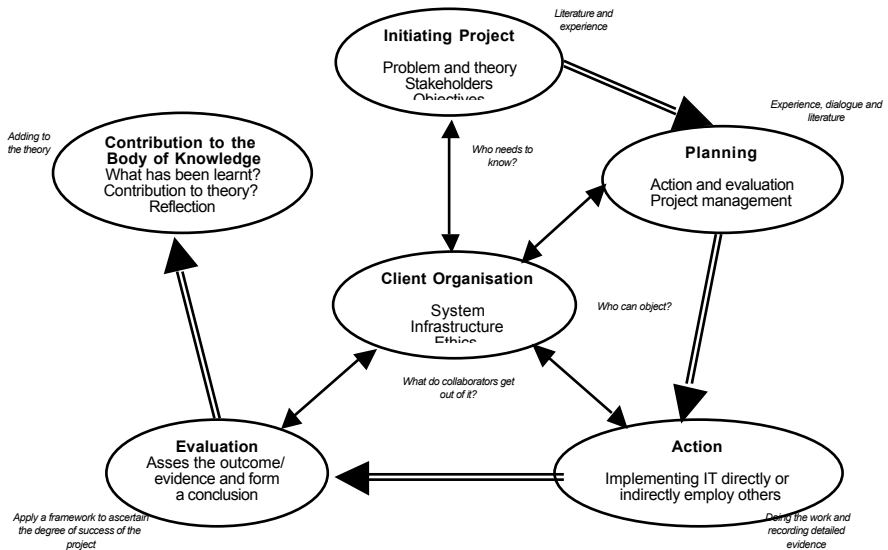 Literature and
experience
Initiating Project
Problem and theory
Stakeholders
Objectives
Experience, dialogue and
literature
Adding to
the theory
Contribution to the
Body of Knowledge
What has been learnt?
Contribution to theory?
Reflection
Who needs to
know?
Planning
Action and evaluation
Project management
Client Organisation
System
Infrastructure
Ethics
Who can object?
What do collaborators get
out of it?
Evaluation
Asses the outcome/
evidence and form
a conclusion
Action
Implementing IT directly or
indirectly employ others
Apply a framework to ascertain
the degree of success of the
project
Doing the work and
recording detailed
evidence